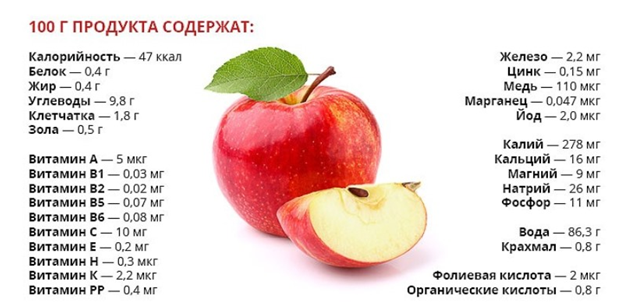 100 Г ПРОДУКТА СОДЕРЖАТ:
Калорийность — 47 ккал
Белок — 0,4 г
Жир — 0,4 г
Углеводы — 9,8 г
Клетчатка — 1,8 г
Зола — 0,5 г
Витамин А — 5 мкг
Витамин В1 — 0,03 мг
Витамин В2 — 0,02 мг
Витамин В5 — 0,07 мг
Витамин В6 — 0,08 мг
Витамин С — 10 мг
Витамин Е — 0,2 мг
Витамин Н — 0,3 мкг
Витамин К — 2,2 мкг
Витамин РР — 0,4 мг
Железо — 2,2 мг
Цинк — 0,15 мг
Медь — 110 мкг
Марганец — 0,047 мкг
Йод — 2,0 мкг
Калий — 278 мг
Кальций — 16 мг
Магний — 9 мг
Натрий — 26 мг
Фосфор — 11 мг
Вода — 86,3 г
Крахмал — 0,8 г
Фолиевая кислота — 2 мкг
Органические кислоты — 0,8 г